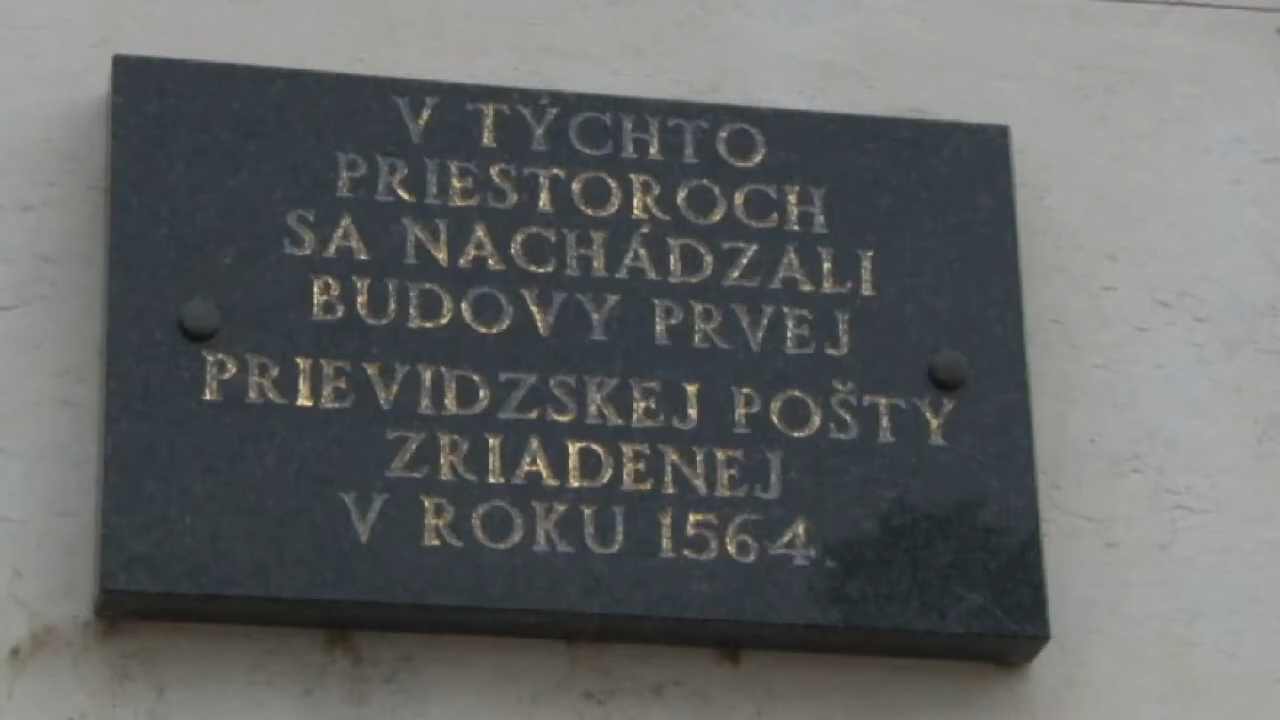 V TÝCHTO
PRIESTOROCH
SA NACHÁDZALI
BUDOVY PRVEJ
PRIEVIDZSKEJ POŠTY
ZRIADENEJ
V ROKU 1564.